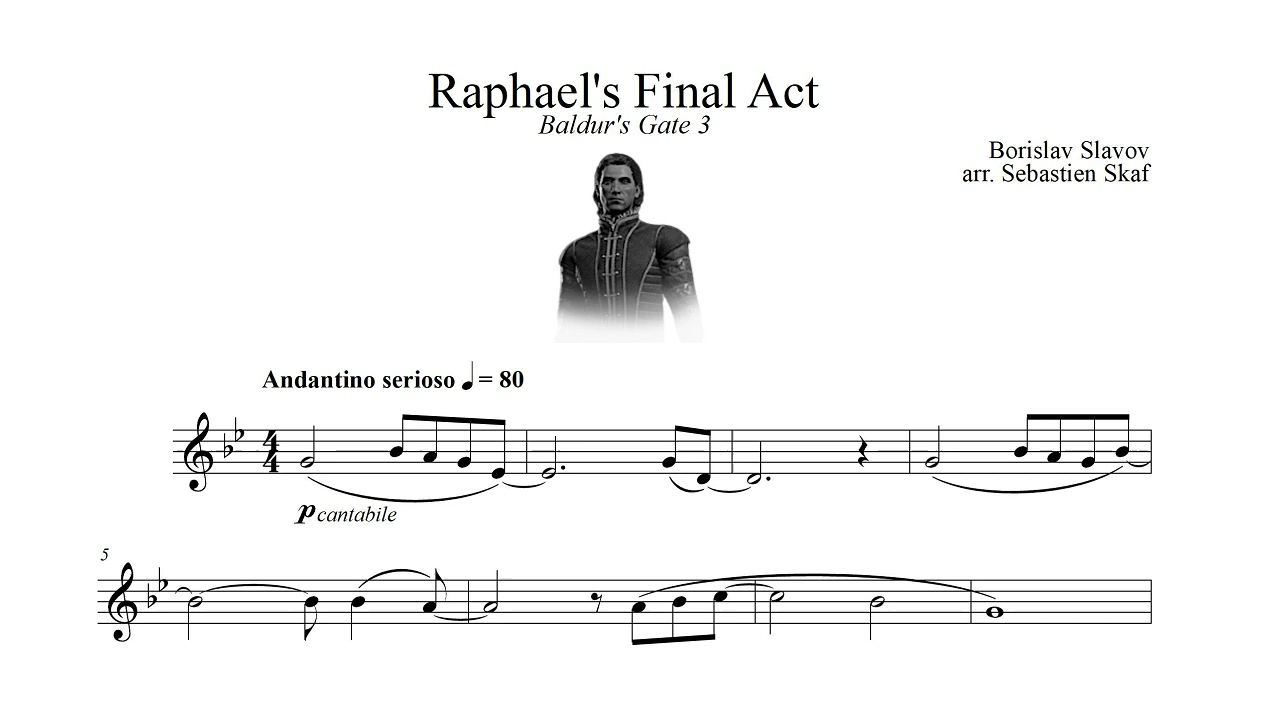 Raphael's Final Act
Baldur's Gate 3
Borislav Slavov
arr. Sebastien Skaf
Andantino serioso ♩ = 80
4
4
p cantabile
5